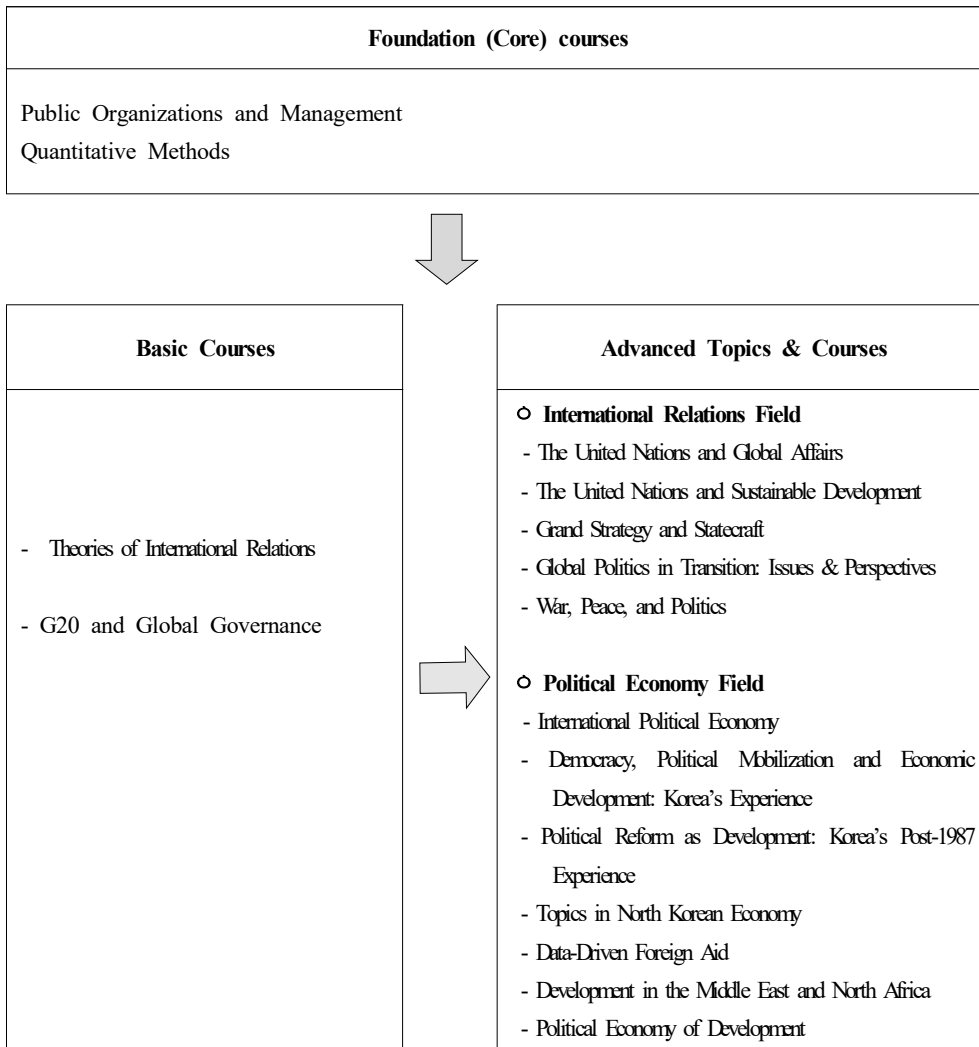 Foundation (Core) courses
Public Organizations and Management
Quantitative Methods
Basic Courses
- Theories of International Relations
- G20 and Global Governance
Advanced Topics & Courses
o International Relations Field
- The United Nations and Global Affairs
- The United Nations and Sustainable Development
- Grand Strategy and Statecraft
- Global Politics in Transition: Issues & Perspectives
- War, Peace, and Politics
o Political Economy Field
- International Political Economy
- Democracy, Political Mobilization and Economic
Development: Korea's Experience
- Political Reform as Development: Korea's Post-1987
Experience
- Topics in North Korean Economy
- Data-Driven Foreign Aid
- Development in the Middle East and North Africa
- Political Economy of Development